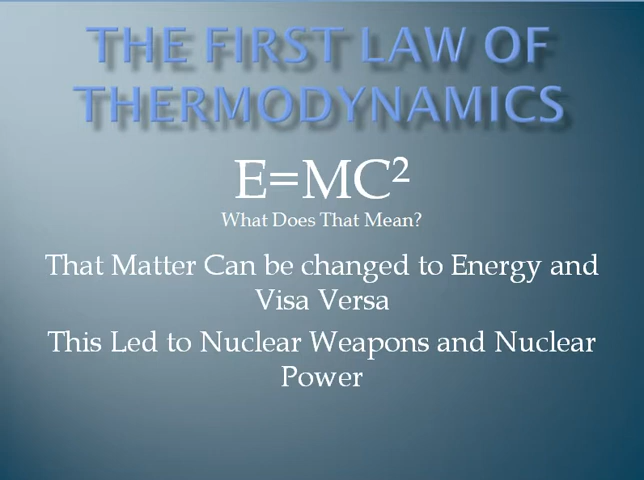 THE FIRST LAW OF
THERMODYNAMICS
E=MC²
What Does That Mean?
That Matter Can be changed to Energy and
Visa Versa
This Led to Nuclear Weapons and Nuclear
Power